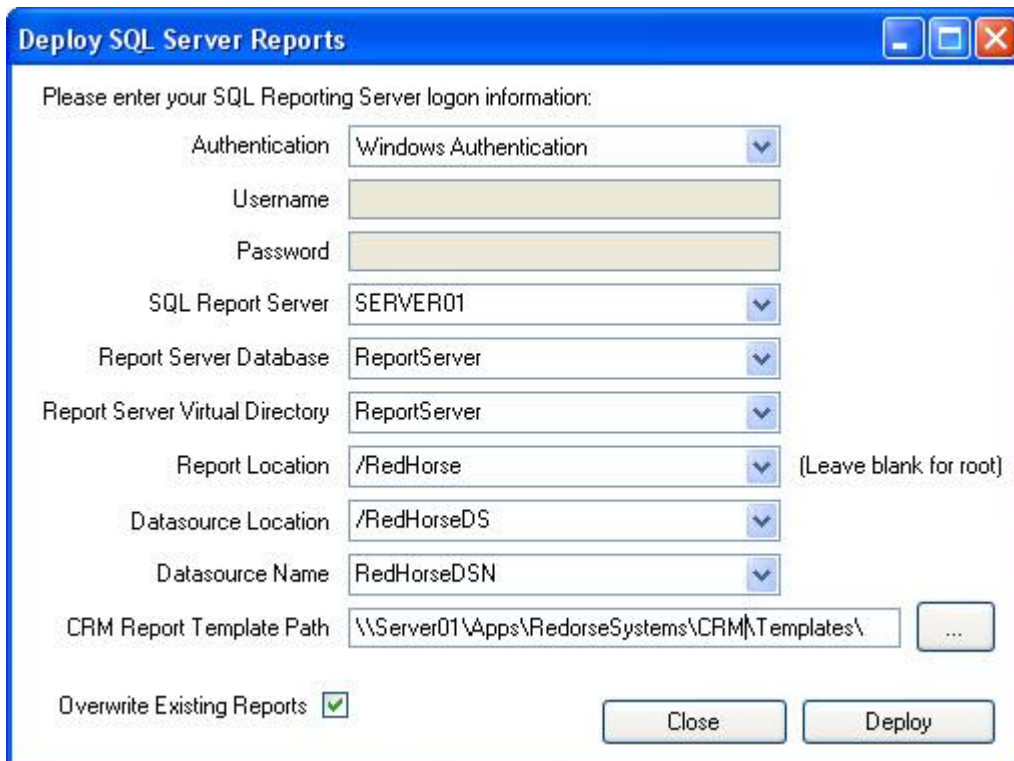 Deploy SQL Server Reports
Please enter your SQL Reporting Server logon information:
Authentication Windows Authentication
Username
Password
SQL Report Server SERVER01
Report Server Database ReportServer
Report Server Virtual Directory ReportServer
Report Location /RedHorse (Leave blank for root)
Datasource Location /RedHorseDS
Datasource Name RedHorseDSN
CRM Report Template Path \\Server01\Apps\RedorseSystems\CRM\Templates\ ...
Overwrite Existing Reports Close Deploy